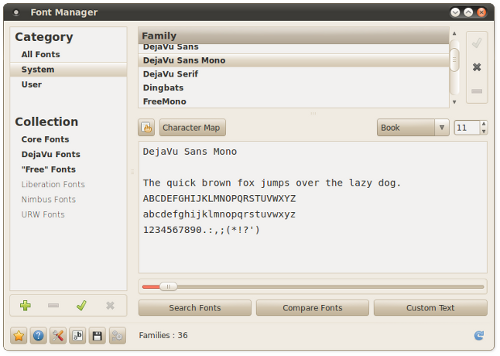 Font Manager
Category
All Fonts
System
User
Collection
Core Fonts
DejaVu Fonts
"Free" Fonts
Liberation Fonts
Nimbus Fonts
URW Fonts
Family
DejaVu Sans
DejaVu Sans Mono
DejaVu Serif
Dingbats
FreeMono
Character Map
Book
11
DejaVu Sans Mono
The quick brown fox jumps over the lazy dog.
ABCDEFGHIJKLMNOPQRSTUVWXYZ
abcdefghijklmnopqrstuvwxyz
1234567890.:,;(*!?')
Search Fonts
Compare Fonts
Custom Text
Families : 36